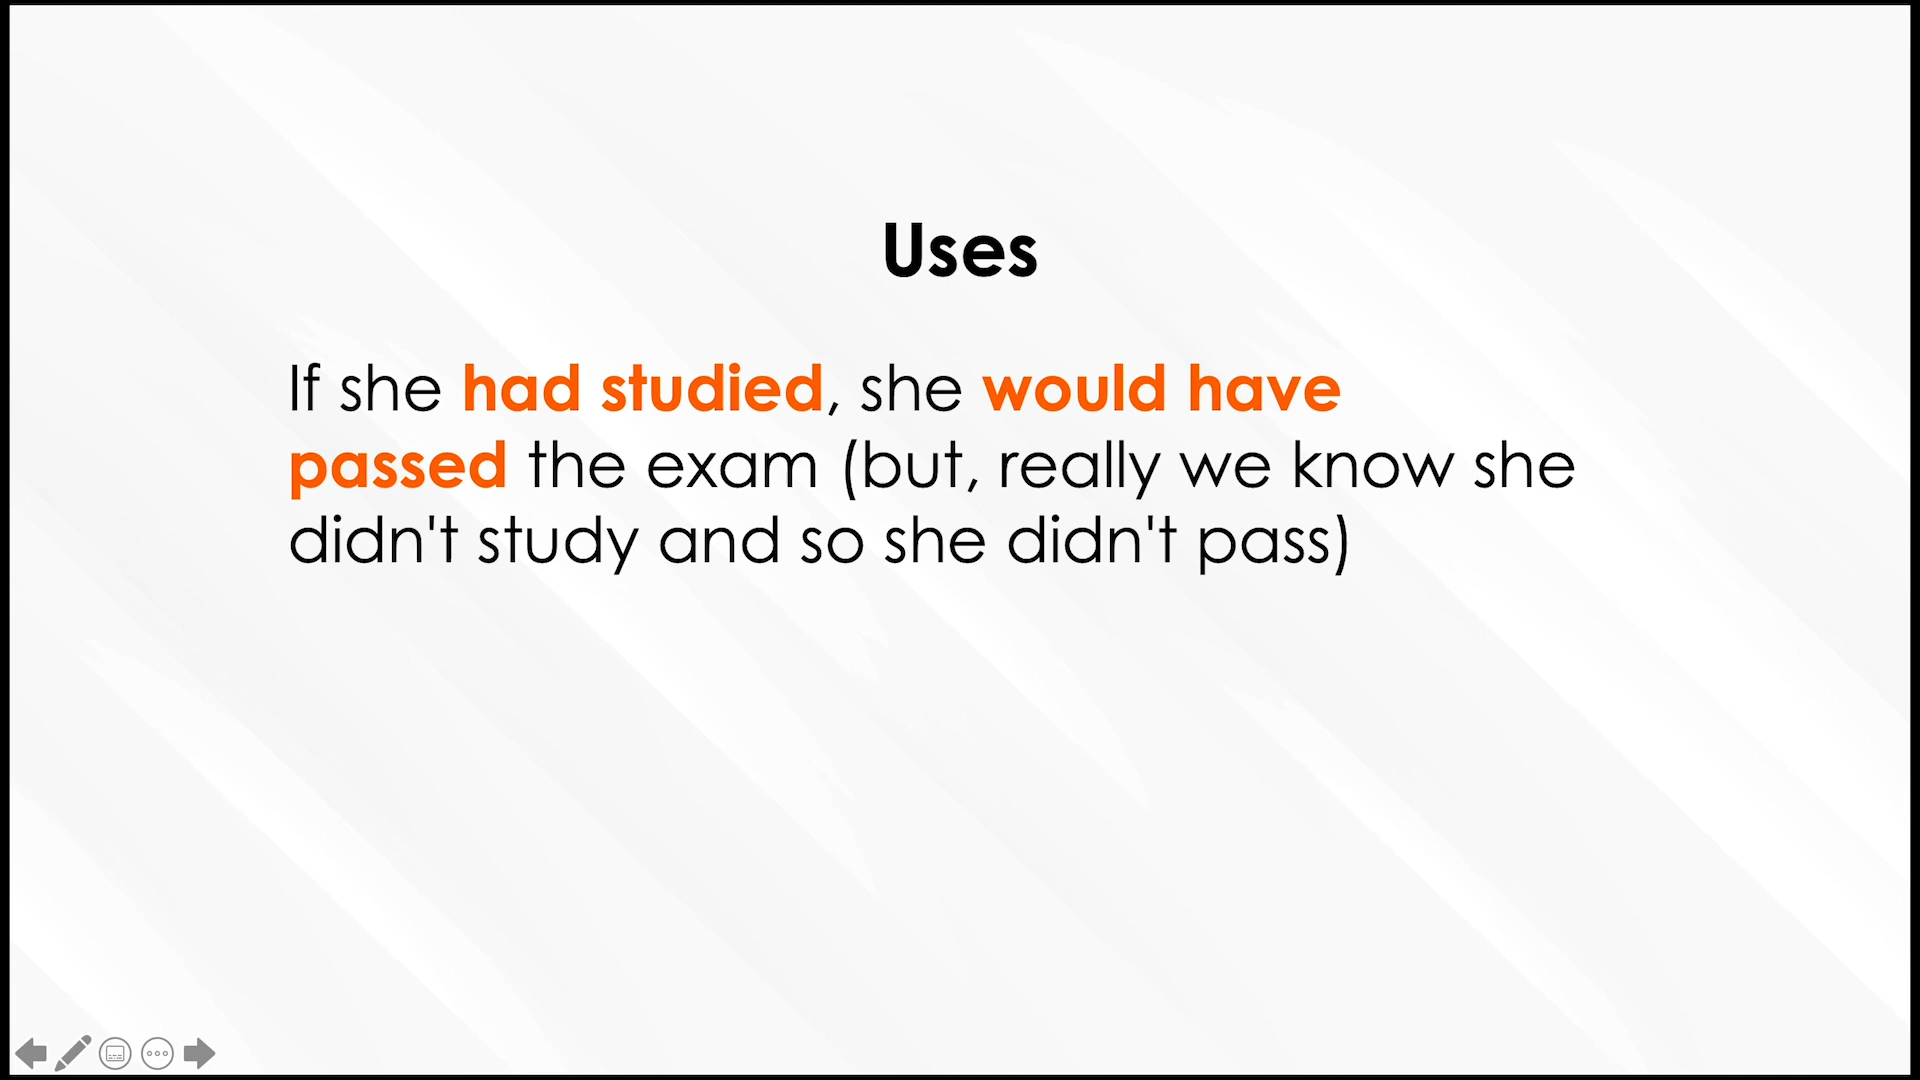 Uses
If she had studied, she would have
passed the exam (but, really we know she
didn't study and so she didn't pass)